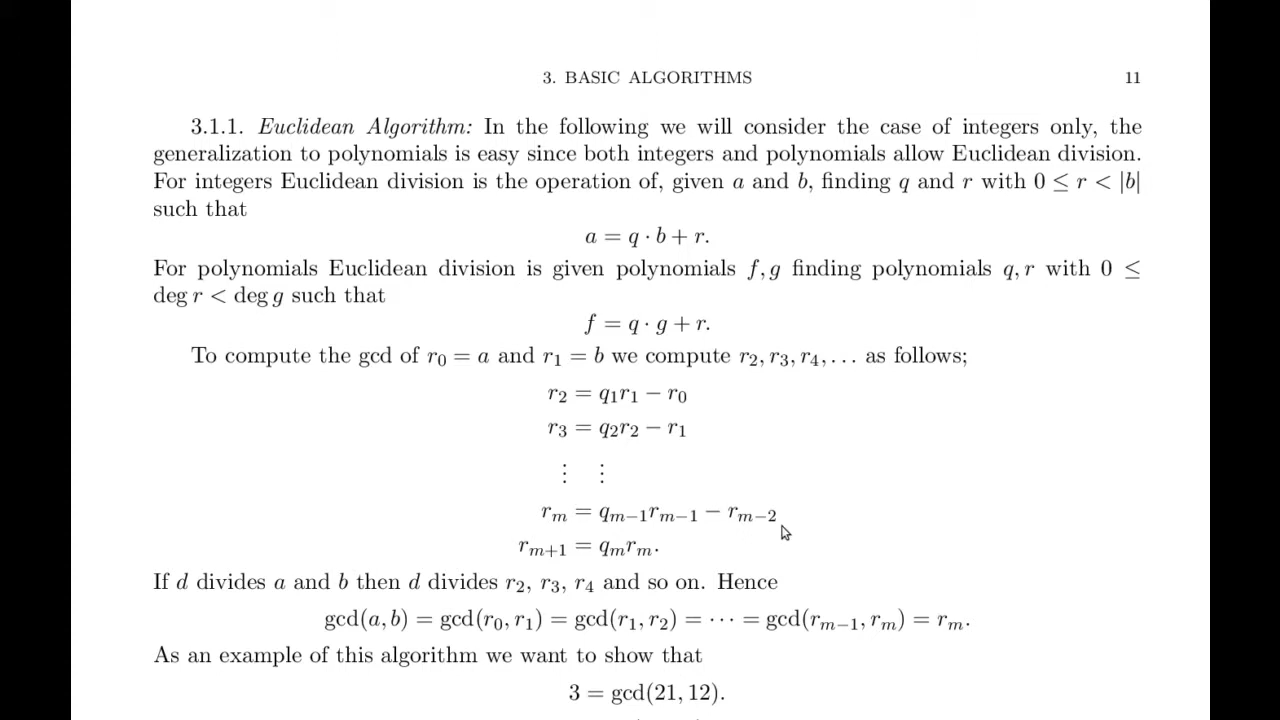 3. BASIC ALGORITHMS 11
3.1.1. Euclidean Algorithm: In the following we will consider the case of integers only, the
generalization to polynomials is easy since both integers and polynomials allow Euclidean division.
For integers Euclidean division is the operation of, given a and b, finding q and r with 0 ≤ r < |b|
such that
a = q · b + r.
For polynomials Euclidean division is given polynomials f, g finding polynomials q, r with 0 ≤
deg r < deg g such that
f = q · g + r.
To compute the gcd of r₀ = a and r₁ = b we compute r₂, r₃, r₄, . . . as follows;
r₂ = q₁r₁ − r₀
r₃ = q₂r₂ − r₁
⋮ ⋮
rₘ = qₘ₋₁rₘ₋₁ − rₘ₋₂
rₘ₊₁ = qₘrₘ.
If d divides a and b then d divides r₂, r₃, r₄ and so on. Hence
gcd(a, b) = gcd(r₀, r₁) = gcd(r₁, r₂) = · · · = gcd(rₘ₋₁, rₘ) = rₘ.
As an example of this algorithm we want to show that
3 = gcd(21, 12).